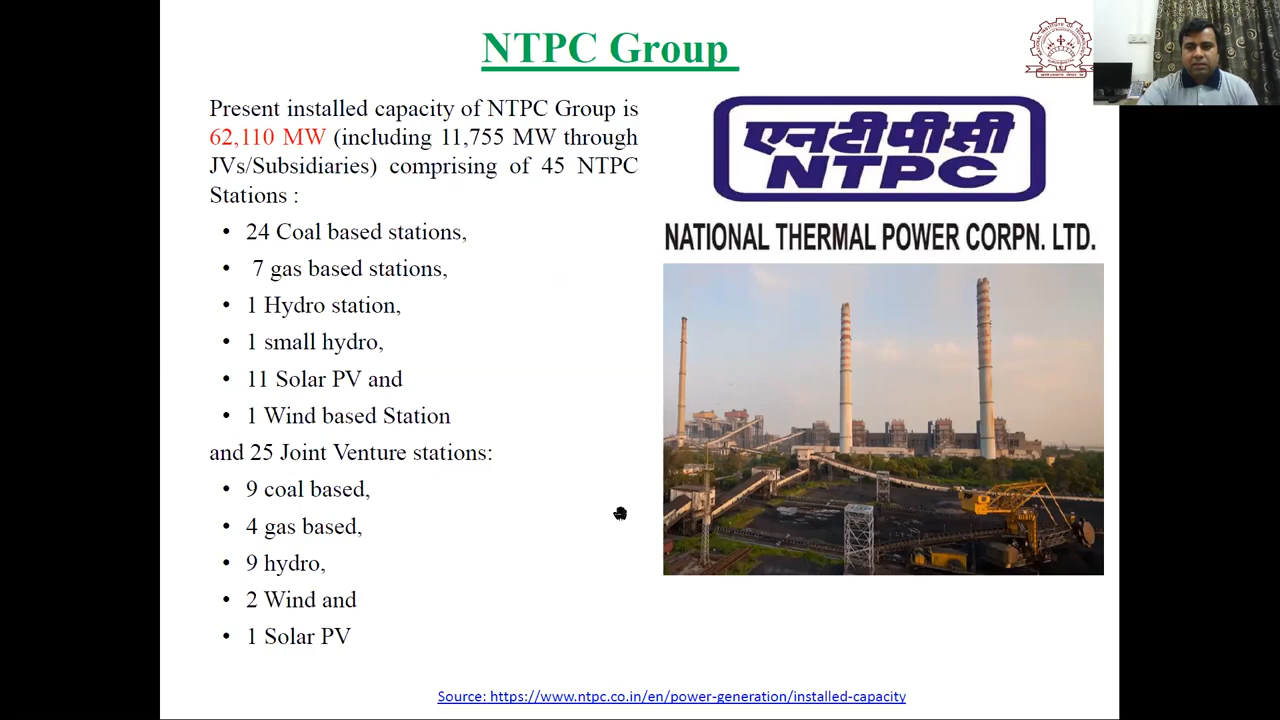 NTPC Group
Present installed capacity of NTPC Group is
62,110 MW (including 11,755 MW through
JVs/Subsidiaries) comprising of 45 NTPC
Stations :
• 24 Coal based stations,
• 7 gas based stations,
• 1 Hydro station,
• 1 small hydro,
• 11 Solar PV and
• 1 Wind based Station
and 25 Joint Venture stations:
• 9 coal based,
• 4 gas based,
• 9 hydro,
• 2 Wind and
• 1 Solar PV
एनटीपीसी
NTPC
NATIONAL THERMAL POWER CORPN. LTD.
Source: https://www.ntpc.co.in/en/power-generation/installed-capacity